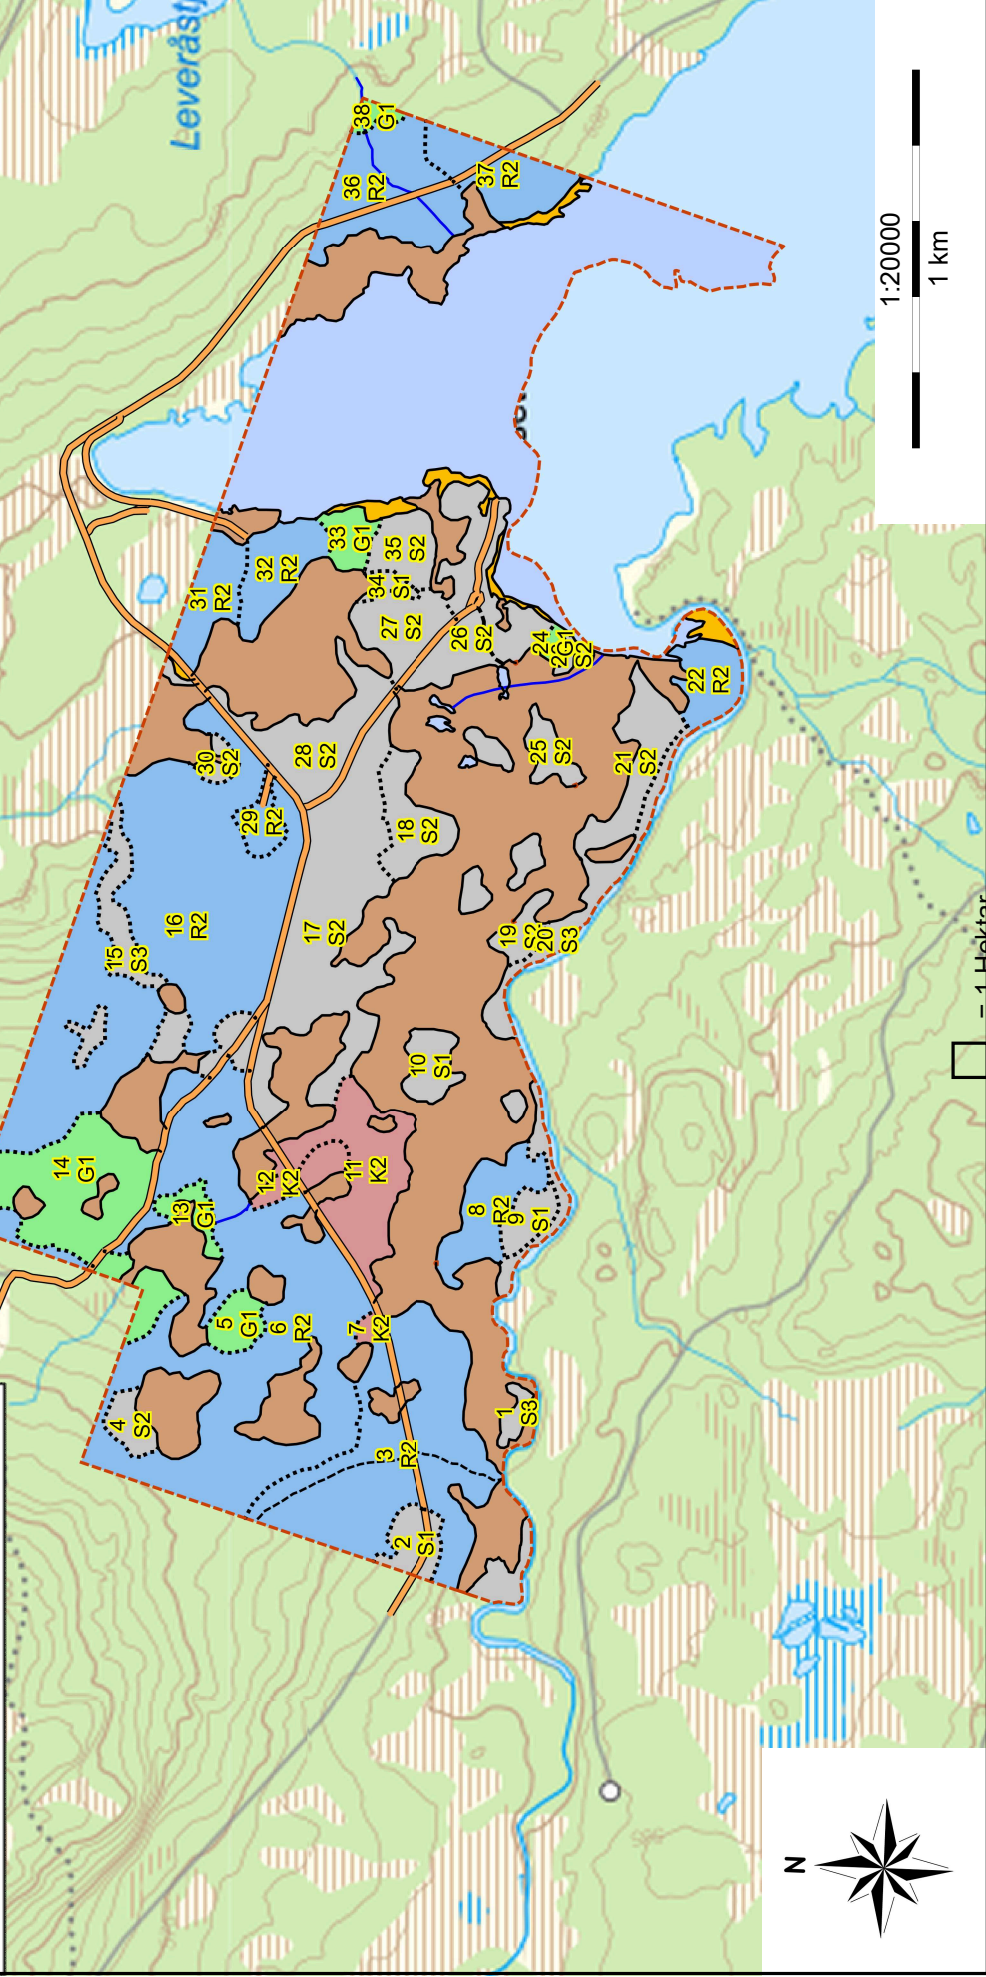 Leveråstj
38
G1
36
R2
37
R2
33
G1
35
S2
34
S1
32
R2
31
R2
27
S2
26
S2
24
G1
26
S2
22
R2
21
S2
25
S2
28
S2
30
S2
29
R2
18
S2
17
S2
16
R2
15
S3
19
S2
20
S3
10
S1
14
G1
13
G1
12
K2
11
K2
8
R2
9
S1
5
G1
6
R2
7
K2
4
S2
3
R2
2
S1
1
S3
1:20000
1 km
= 1 Hektar
N